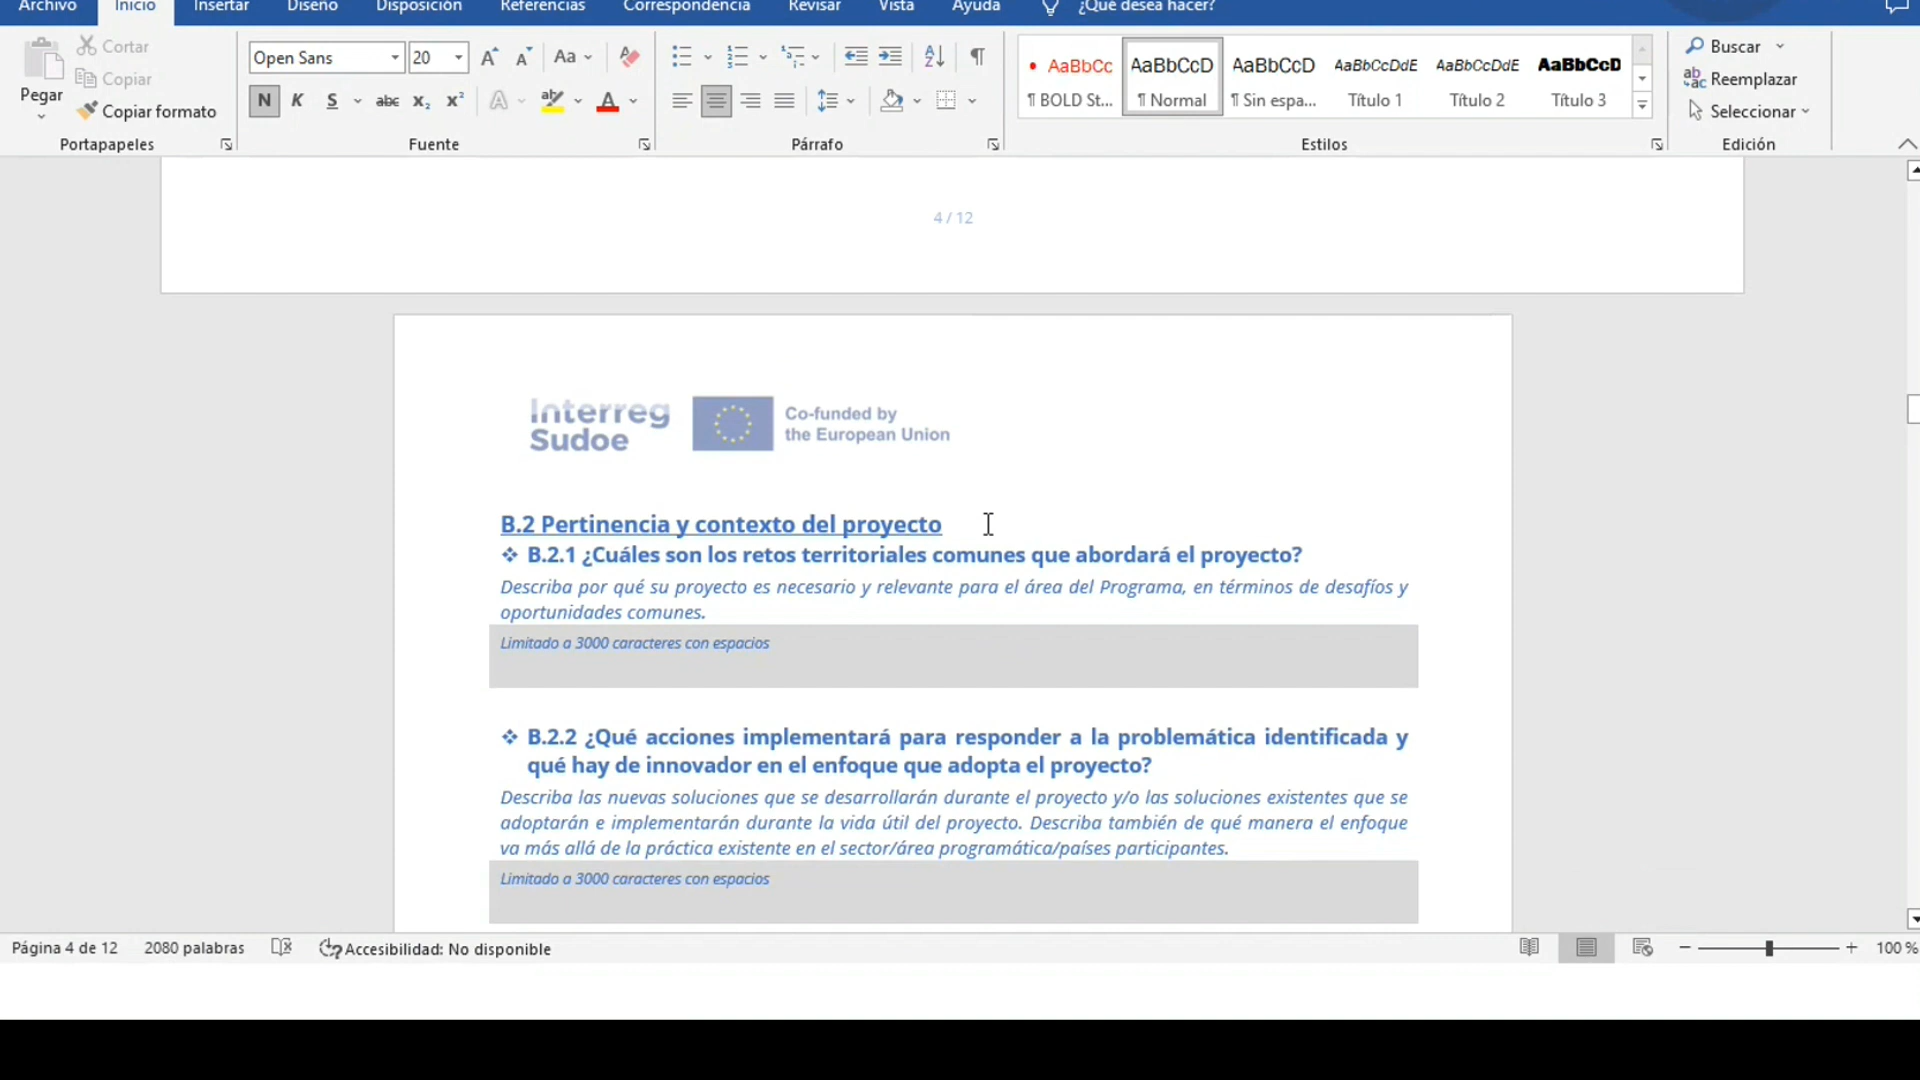 Archivo Inicio Insertar Diseño Disposición Referencias Correspondencia Revisar Vista Ayuda ¿Qué desea hacer?
Pegar
Cortar
Copiar
Copiar formato
Portapapeles
Open Sans 20 Aa
N K S abc x₂ x² A A
Fuente
Párrafo
AaBbCc AaBbCcD AaBbCcD AaBbCcDdE AaBbCcDdE AaBbCcD
¶ BOLD St... ¶ Normal ¶ Sin espa... Título 1 Título 2 Título 3
Estilos
Buscar
Reemplazar
Seleccionar
Edición
4 / 12
Interreg
Sudoe
Co-funded by
the European Union
B.2 Pertinencia y contexto del proyecto
❖ B.2.1 ¿Cuáles son los retos territoriales comunes que abordará el proyecto?
Describa por qué su proyecto es necesario y relevante para el área del Programa, en términos de desafíos y
oportunidades comunes.
Limitado a 3000 caracteres con espacios
❖ B.2.2 ¿Qué acciones implementará para responder a la problemática identificada y
qué hay de innovador en el enfoque que adopta el proyecto?
Describa las nuevas soluciones que se desarrollarán durante el proyecto y/o las soluciones existentes que se
adoptarán e implementarán durante la vida útil del proyecto. Describa también de qué manera el enfoque
va más allá de la práctica existente en el sector/área programática/países participantes.
Limitado a 3000 caracteres con espacios
Página 4 de 12 2080 palabras Accesibilidad: No disponible 100 %